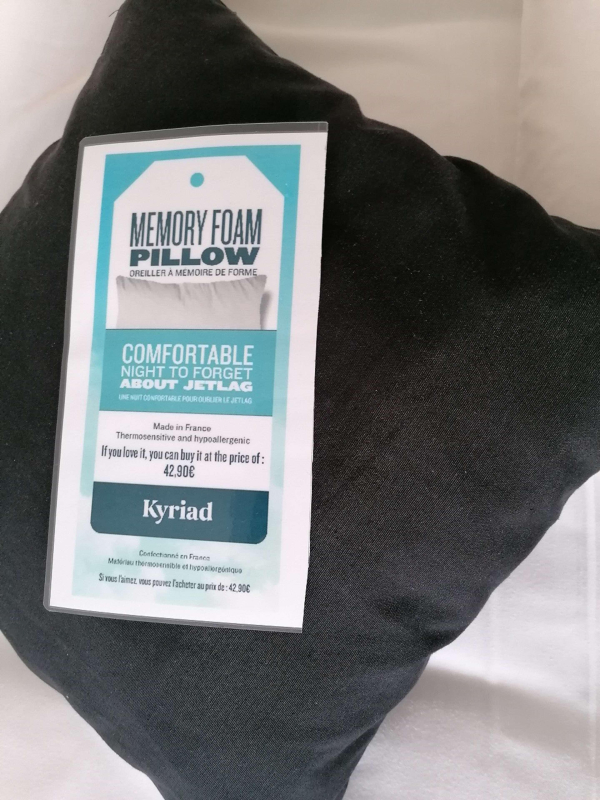 MEMORY FOAM
PILLOW
OREILLER À MÉMOIRE DE FORME
COMFORTABLE
NIGHT TO FORGET
ABOUT JETLAG
UNE NUIT CONFORTABLE POUR OUBLIER LE JETLAG
Made in France
Thermosensitive and hypoallergenic
If you love it, you can buy it at the price of :
42,90€
Kyriad
Confectionné en France
Matériau thermosensible et hypoallergénique
Si vous l'aimez, vous pouvez l'acheter au prix de : 42,90€